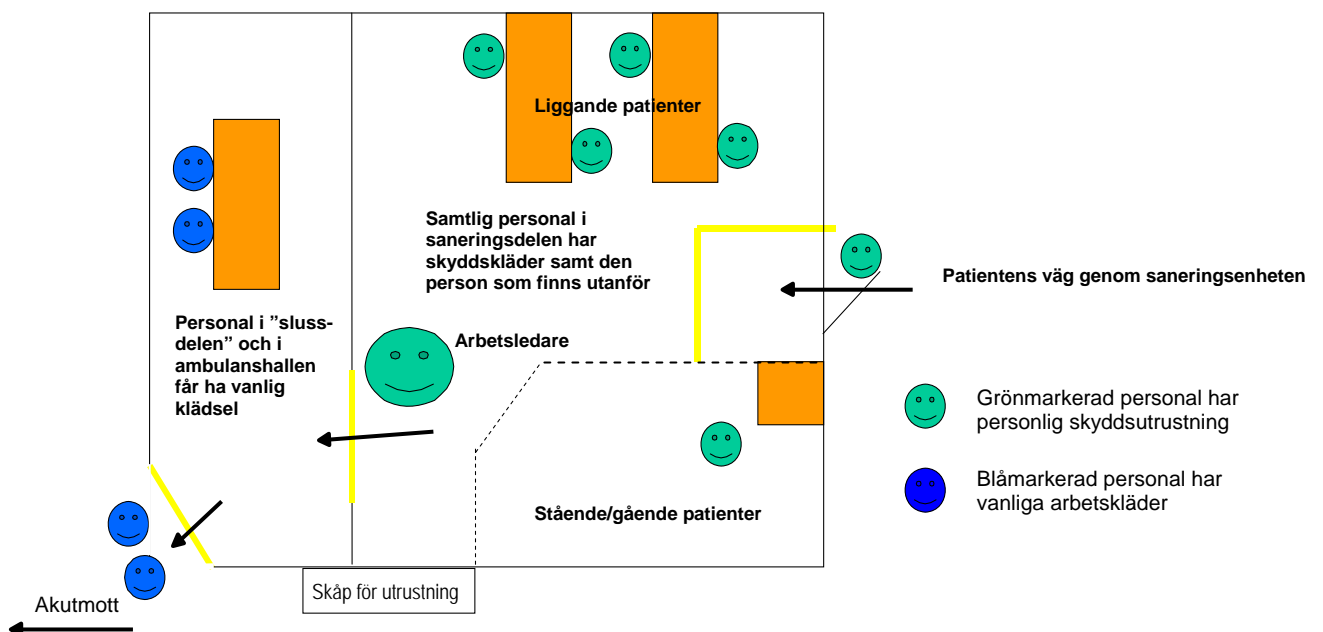 Liggande patienter
Samtlig personal i
saneringsdelen har
skyddskläder samt den
person som finns utanför
Patientens väg genom saneringsenheten
Personal i ”sluss-
delen” och i
ambulanshallen
får ha vanlig
klädsel
Arbetsledare
Grönmarkerad personal har
personlig skyddsutrustning
Blåmarkerad personal har
vanliga arbetskläder
Stående/gående patienter
Skåp för utrustning
Akutmott